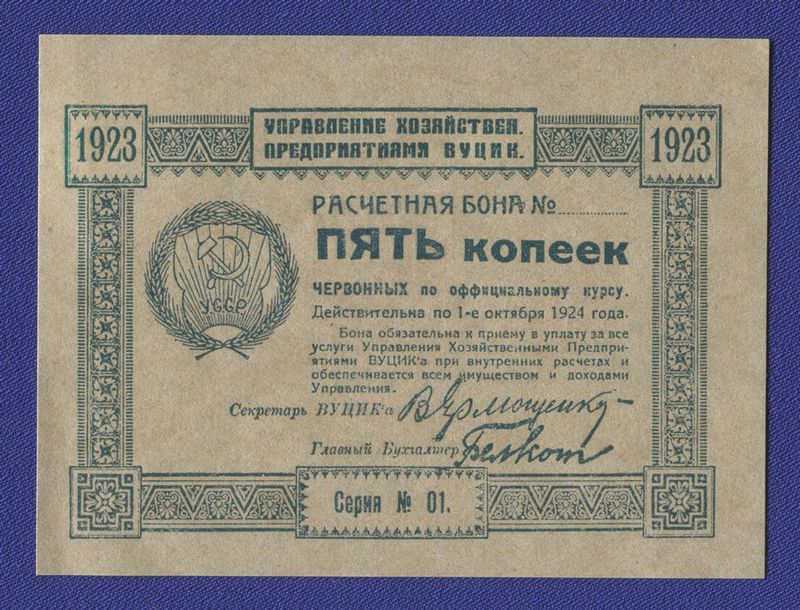 1923
УПРАВЛЕНИЕ ХОЗЯЙСТВЕН.
ПРЕДПРИЯТИЯМИ ВУЦИК.
1923
РАСЧЕТНАЯ БОНА №
ПЯТЬ копеек
ЧЕРВОННЫХ по оффициальному курсу.
Действительна по 1-е октября 1924 года.
Бона обязательна к приему в уплату за все
услуги Управления Хозяйственными Предпри-
ятиями ВУЦИК'а при внутренних расчетах и
обеспечивается всем имуществом и доходами
Управления.
УССР
Секретарь ВУЦИК'а В Ярмощенко
Главный Бухгалтер
Серия № 01.